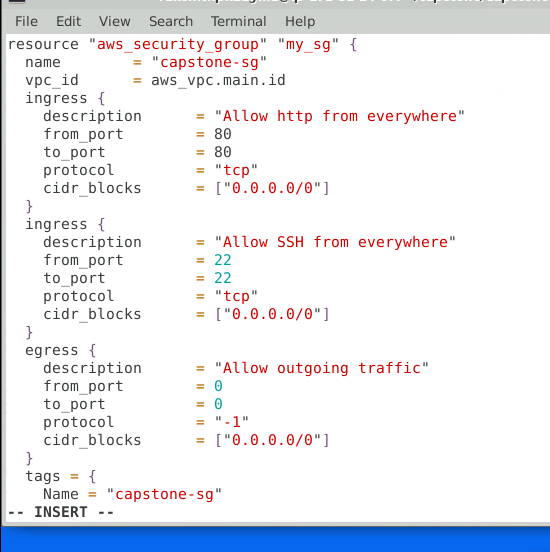 File Edit View Search Terminal Help
resource "aws_security_group" "my_sg" {
  name        = "capstone-sg"
  vpc_id      = aws_vpc.main.id
  ingress {
    description      = "Allow http from everywhere"
    from_port        = 80
    to_port          = 80
    protocol         = "tcp"
    cidr_blocks      = ["0.0.0.0/0"]
  }
  ingress {
    description      = "Allow SSH from everywhere"
    from_port        = 22
    to_port          = 22
    protocol         = "tcp"
    cidr_blocks      = ["0.0.0.0/0"]
  }
  egress {
    description      = "Allow outgoing traffic"
    from_port        = 0
    to_port          = 0
    protocol         = "-1"
    cidr_blocks      = ["0.0.0.0/0"]
  }
  tags = {
    Name = "capstone-sg"
-- INSERT --